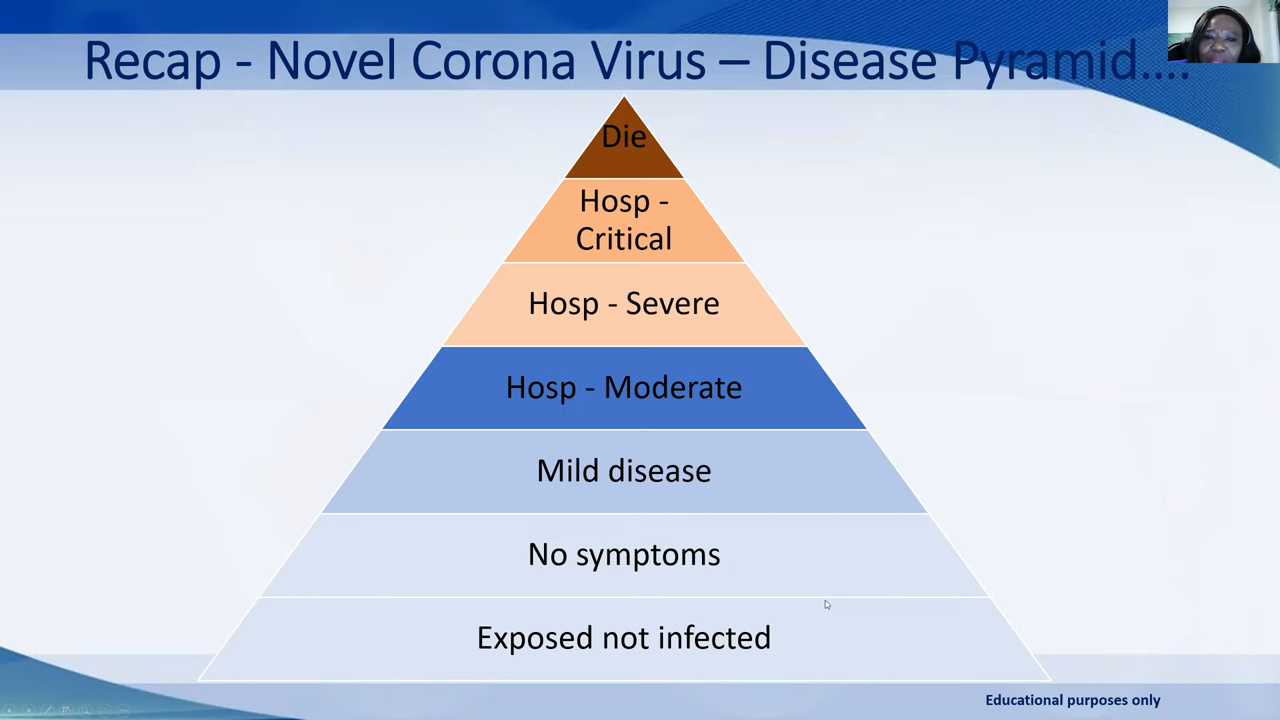 Recap - Novel Corona Virus – Disease Pyramid....
Die
Hosp -
Critical
Hosp - Severe
Hosp - Moderate
Mild disease
No symptoms
Exposed not infected
Educational purposes only